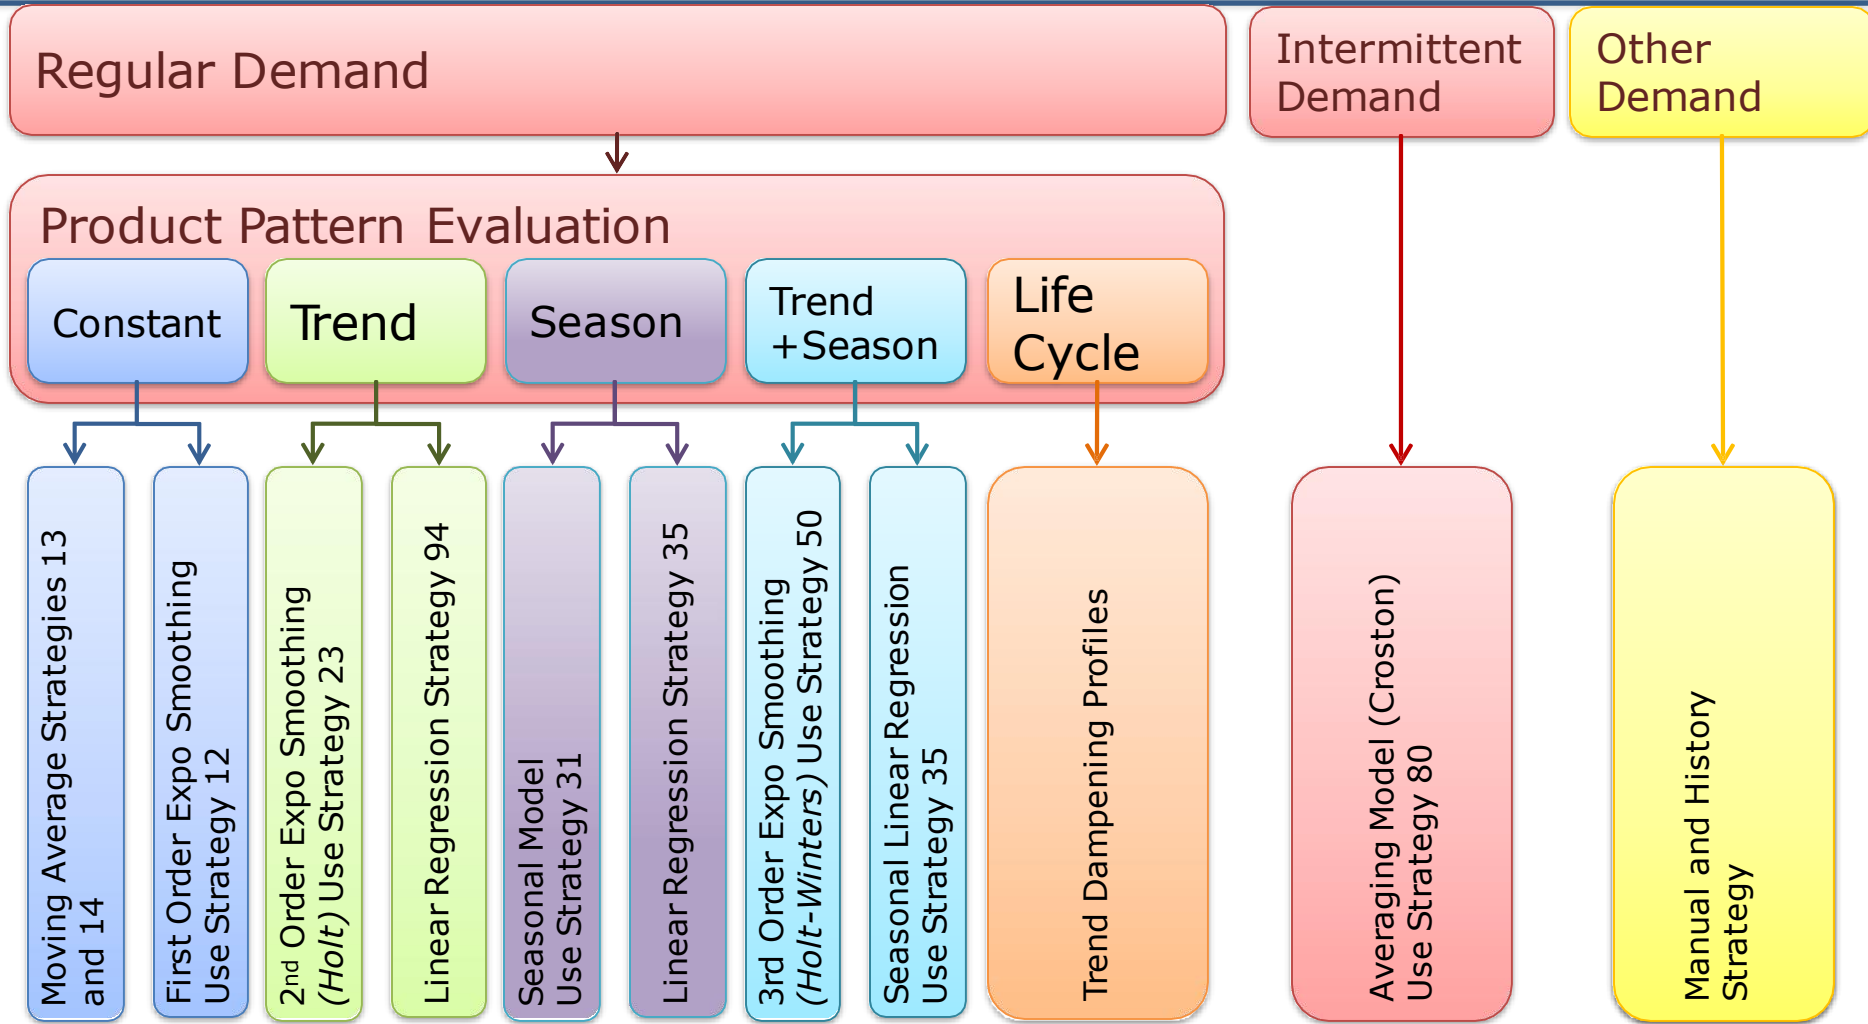 Regular Demand
Intermittent
Demand
Other
Demand
Product Pattern Evaluation
Constant
Trend
Season
Trend
+Season
Life
Cycle
Moving Average Strategies 13
and 14
First Order Expo Smoothing
Use Strategy 12
2nd Order Expo Smoothing
(Holt) Use Strategy 23
Linear Regression Strategy 94
Seasonal Model
Use Strategy 31
Linear Regression Strategy 35
3rd Order Expo Smoothing
(Holt-Winters) Use Strategy 50
Seasonal Linear Regression
Use Strategy 35
Trend Dampening Profiles
Averaging Model (Croston)
Use Strategy 80
Manual and History
Strategy